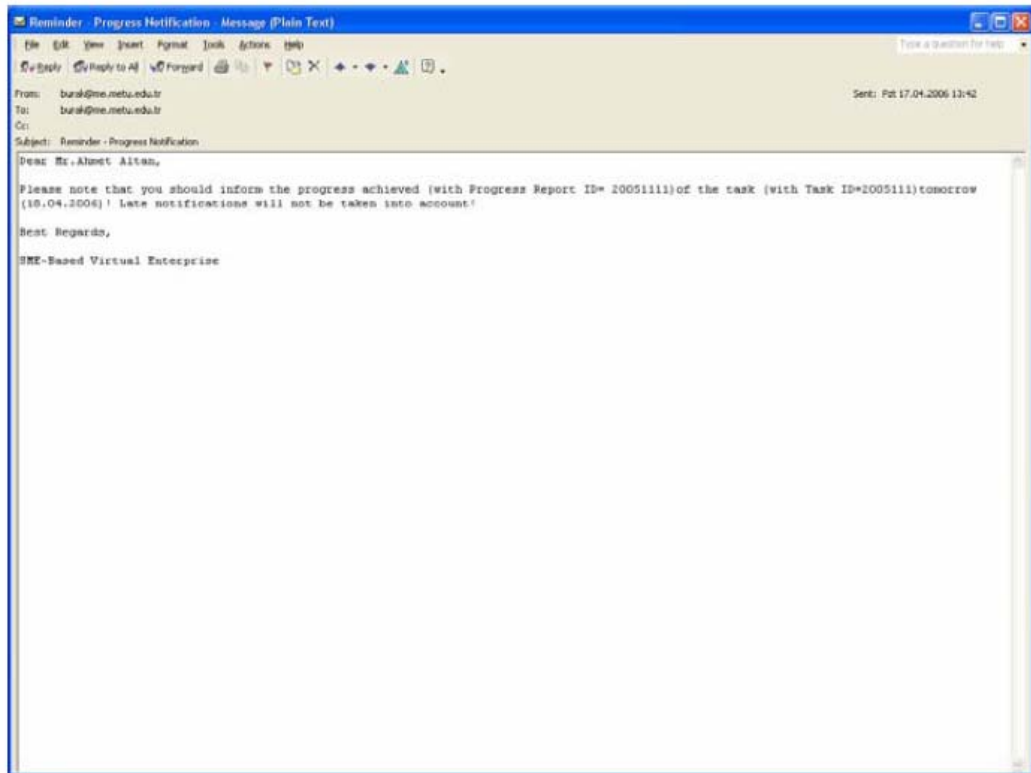 Reminder - Progress Notification - Message (Plain Text)
File Edit View Insert Format Tools Actions Help Type a question for help
Reply Reply to All Forward
From: burak@me.metu.edu.tr Sent: Pzt 17.04.2006 13:42
To: burak@me.metu.edu.tr
Cc:
Subject: Reminder - Progress Notification
Dear Mr.Ahmet Altan,
Please note that you should inform the progress achieved (with Progress Report ID= 20051111)of the task (with Task ID=2005111)tomorrow
(18.04.2006)! Late notifications will not be taken into account!
Best Regards,
SME-Based Virtual Enterprise